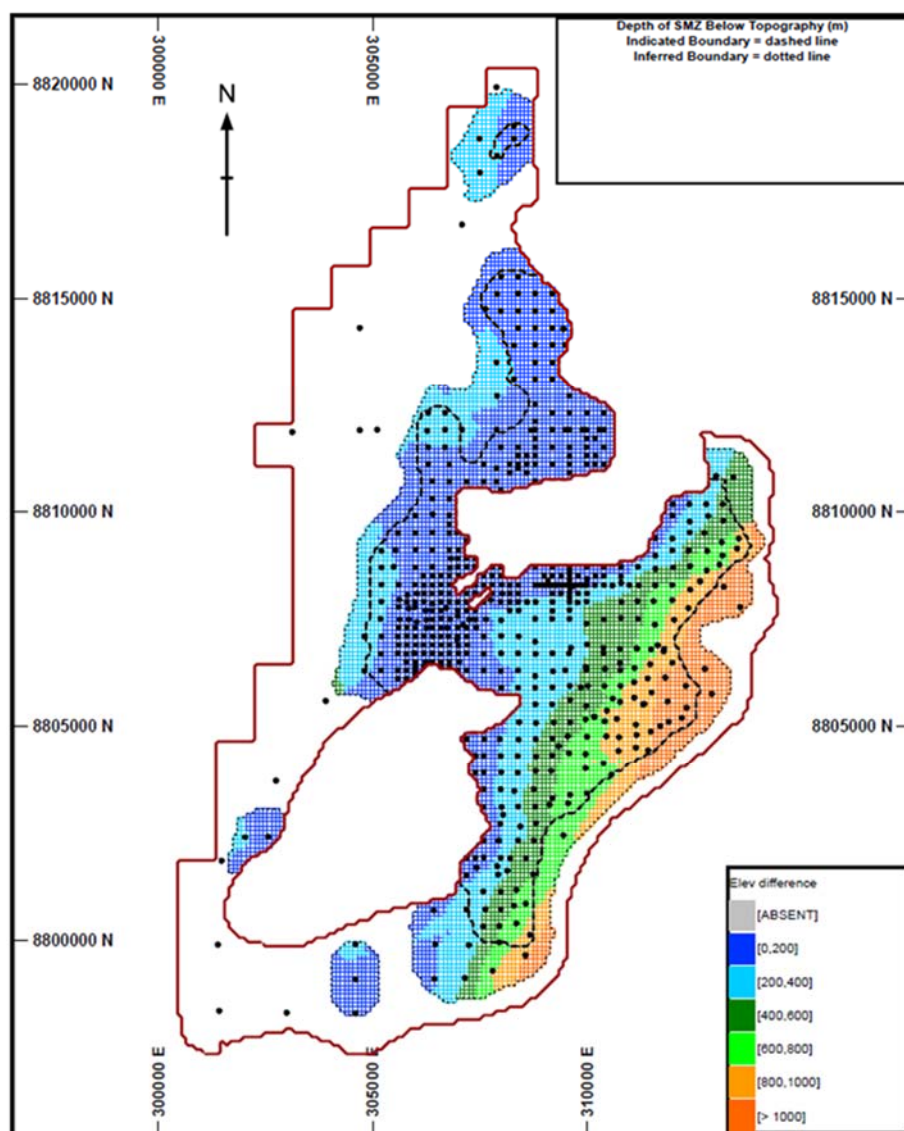 Depth of SMZ Below Topography (m)
Indicated Boundary = dashed line
Inferred Boundary = dotted line
300000 E
305000 E
N
8820000 N
8815000 N
8815000 N
8810000 N
8810000 N
8805000 N
8805000 N
8800000 N
300000 E
305000 E
310000 E
Elev difference
[ABSENT]
[0,200]
[200,400]
[400,600]
[600,800]
[800,1000]
[> 1000]